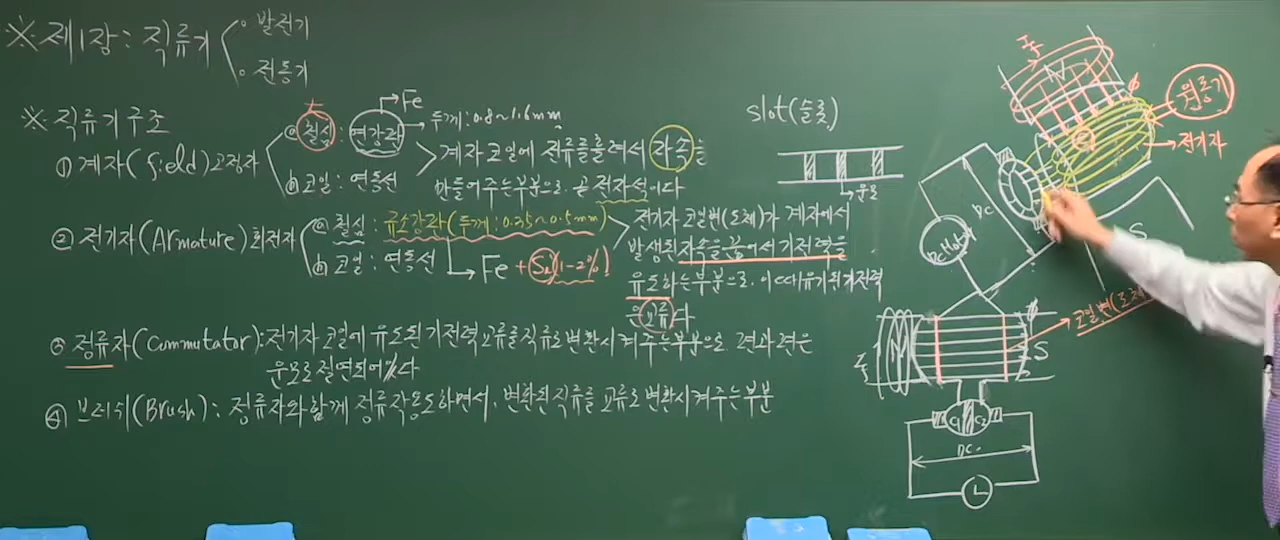 ※ 제1장 : 직류기
◦ 발전기
◦ 전동기
※ 직류기구조
① 계자(field)고정자
ⓐ 철심 : 연강판
Fe
두께 : 0.8~1.6mm
ⓑ 코일 : 연동선
계자 코일에 전류를 흘려서 자속을
만들어주는부분으로. 곧 전자석이다
② 전기자(Armature)회전자
ⓐ 철심 : 규소강판(두께 : 0.35~0.5mm)
Fe + (1~2%)
ⓑ 코일 : 연동선
전기자 코일변(도체)가 계자에서
발생된자속을 끊어서 기전력을
유도하는부분으로. 이때유기된기전력
은 교류다
③ 정류자(Commutator) : 전기자 코일에 유도된기전력 교류를직류로변환시켜주는부분으로 편과 편은
운모로 절연되어있다
④ 브러쉬(Brush) : 정류자와함께 정류작용도하면서. 변환된 직류를 교류로변환시켜주는부분
slot(슬롯)
운모
DC
N
S
ϕ
원동기
전기자
코일변(도체
N
S
C1 C2
DC
L